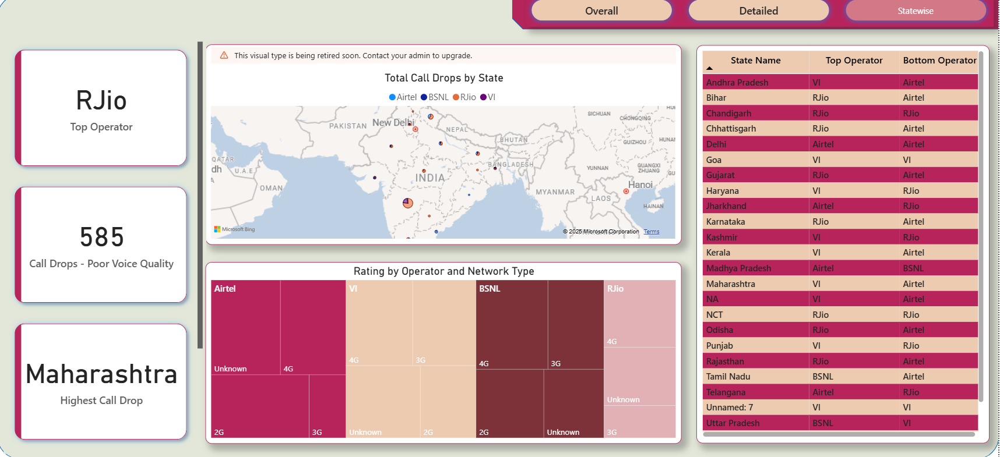 Overall
Detailed
Statewise
RJio
Top Operator
585
Call Drops - Poor Voice Quality
Maharashtra
Highest Call Drop
This visual type is being retired soon. Contact your admin to upgrade.
Total Call Drops by State
Airtel BSNL RJio VI
PAKISTAN
New Delhi
NEPAL
BHUTAN
SICHUAN
CHONGQING
GUIZHOU
HUNAN
QATAR
dh
U.A.E.
OMAN
INDIA
BANGLADESH
YUNNAN
GUANGXI
ZHUANG
GU
MYANMAR
LAOS
Hanoi
HAINAN
Microsoft Bing
© 2025 Microsoft Corporation Terms
Rating by Operator and Network Type
Airtel
Unknown
4G
2G
3G
VI
4G
3G
Unknown
2G
BSNL
4G
3G
2G
Unknown
RJio
4G
Unknown
3G
State Name Top Operator Bottom Operator
Andhra Pradesh VI Airtel
Bihar RJio Airtel
Chandigarh RJio RJio
Chhattisgarh RJio Airtel
Delhi Airtel Airtel
Goa VI VI
Gujarat RJio Airtel
Haryana VI RJio
Jharkhand Airtel RJio
Karnataka RJio Airtel
Kashmir VI RJio
Kerala VI Airtel
Madhya Pradesh Airtel BSNL
Maharashtra VI Airtel
NA VI Airtel
NCT RJio RJio
Odisha RJio Airtel
Punjab VI RJio
Rajasthan RJio Airtel
Tamil Nadu BSNL Airtel
Telangana Airtel RJio
Unnamed: 7 VI VI
Uttar Pradesh BSNL VI